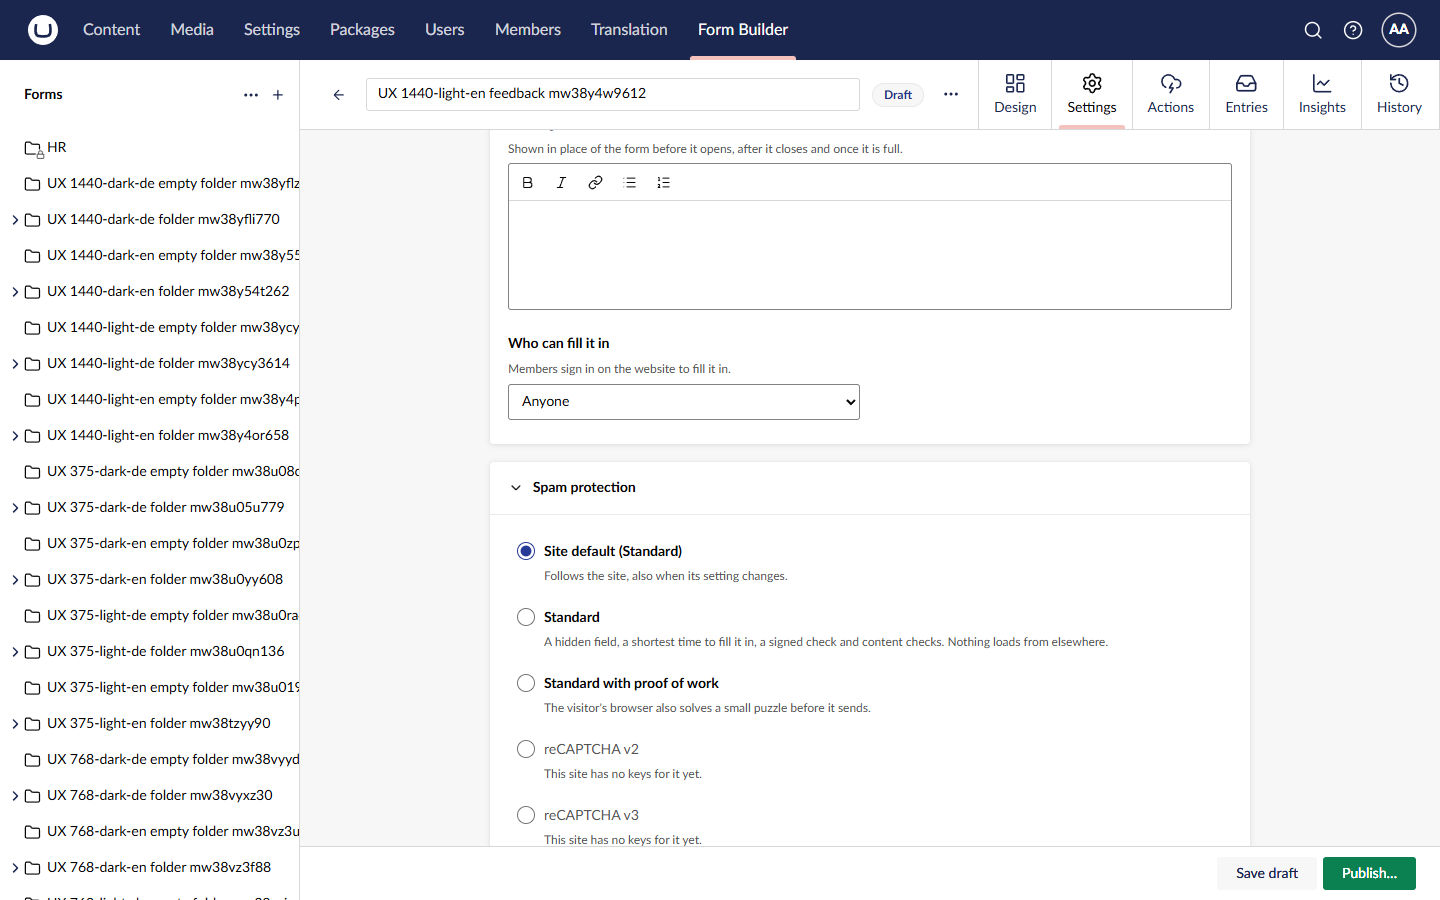 Content
Media
Settings
Packages
Users
Members
Translation
Form Builder
AA
Forms
HR
UX 1440-dark-de empty folder mw38yflz
UX 1440-dark-de folder mw38yfli770
UX 1440-dark-en empty folder mw38y55
UX 1440-dark-en folder mw38y54t262
UX 1440-light-de empty folder mw38ycy
UX 1440-light-de folder mw38ycy3614
UX 1440-light-en empty folder mw38y4p
UX 1440-light-en folder mw38y4or658
UX 375-dark-de empty folder mw38u08c
UX 375-dark-de folder mw38u05u779
UX 375-dark-en empty folder mw38u0zp
UX 375-dark-en folder mw38u0yy608
UX 375-light-de empty folder mw38u0ra
UX 375-light-de folder mw38u0qn136
UX 375-light-en empty folder mw38u019
UX 375-light-en folder mw38tzyy90
UX 768-dark-de empty folder mw38vyyd
UX 768-dark-de folder mw38vyxz30
UX 768-dark-en empty folder mw38vz3u
UX 768-dark-en folder mw38vz3f88
UX 1440-light-en feedback mw38y4w9612
Draft
Design
Settings
Actions
Entries
Insights
History
Shown in place of the form before it opens, after it closes and once it is full.
Who can fill it in
Members sign in on the website to fill it in.
Anyone
Spam protection
Site default (Standard)
Follows the site, also when its setting changes.
Standard
A hidden field, a shortest time to fill it in, a signed check and content checks. Nothing loads from elsewhere.
Standard with proof of work
The visitor's browser also solves a small puzzle before it sends.
reCAPTCHA v2
This site has no keys for it yet.
reCAPTCHA v3
This site has no keys for it yet.
Save draft
Publish...